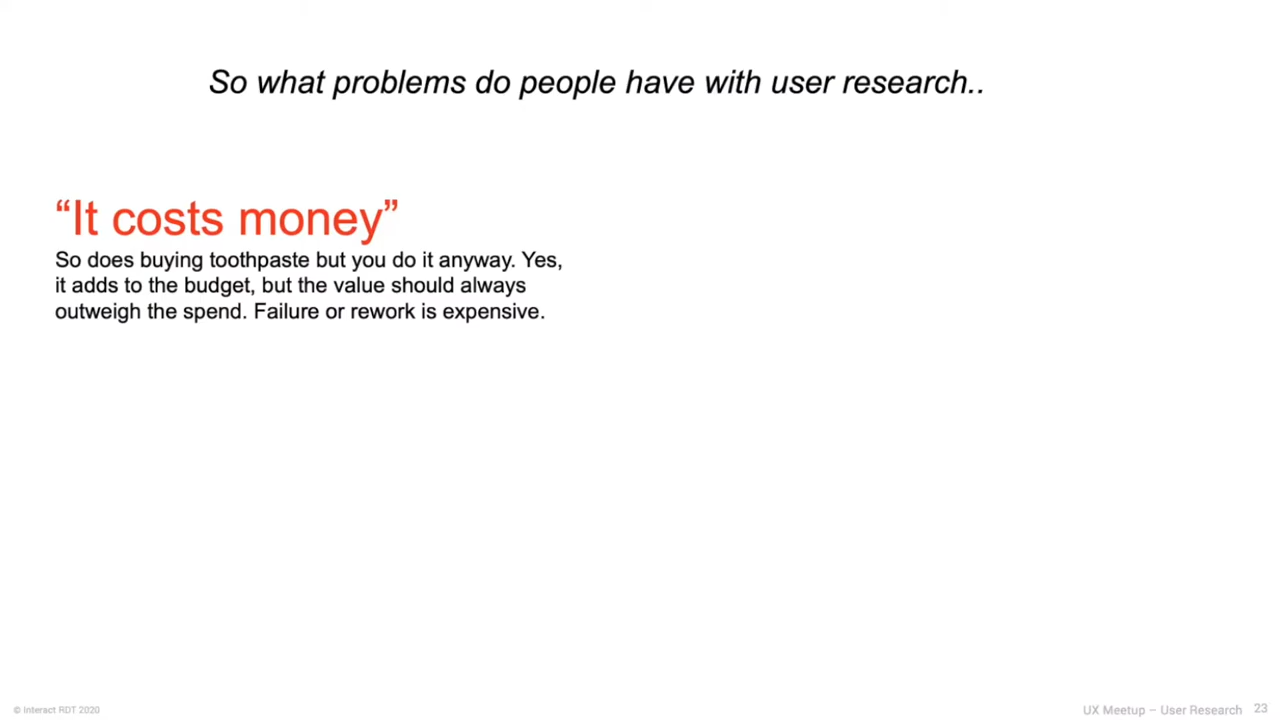 So what problems do people have with user research..
“It costs money”
So does buying toothpaste but you do it anyway. Yes,
it adds to the budget, but the value should always
outweigh the spend. Failure or rework is expensive.
© Interact RDT 2020
UX Meetup – User Research 23